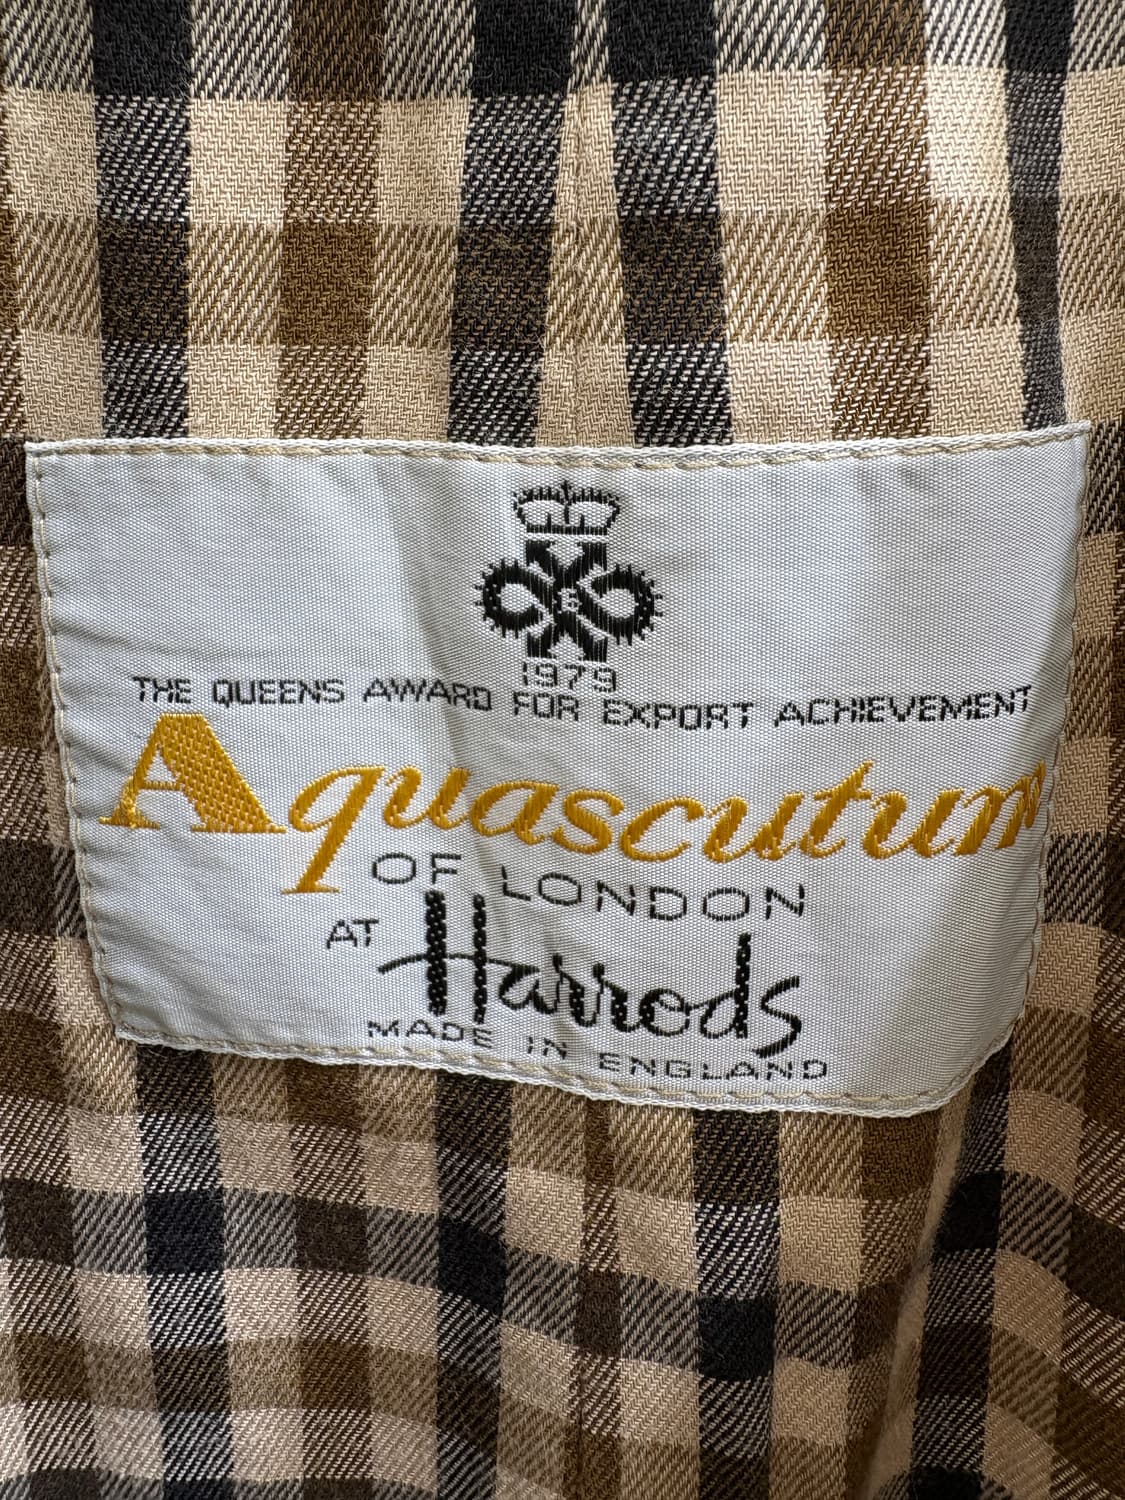 E
1979
THE QUEENS AWARD FOR EXPORT ACHIEVEMENT
Aquascutum
OF LONDON
AT Harrods
MADE IN ENGLAND